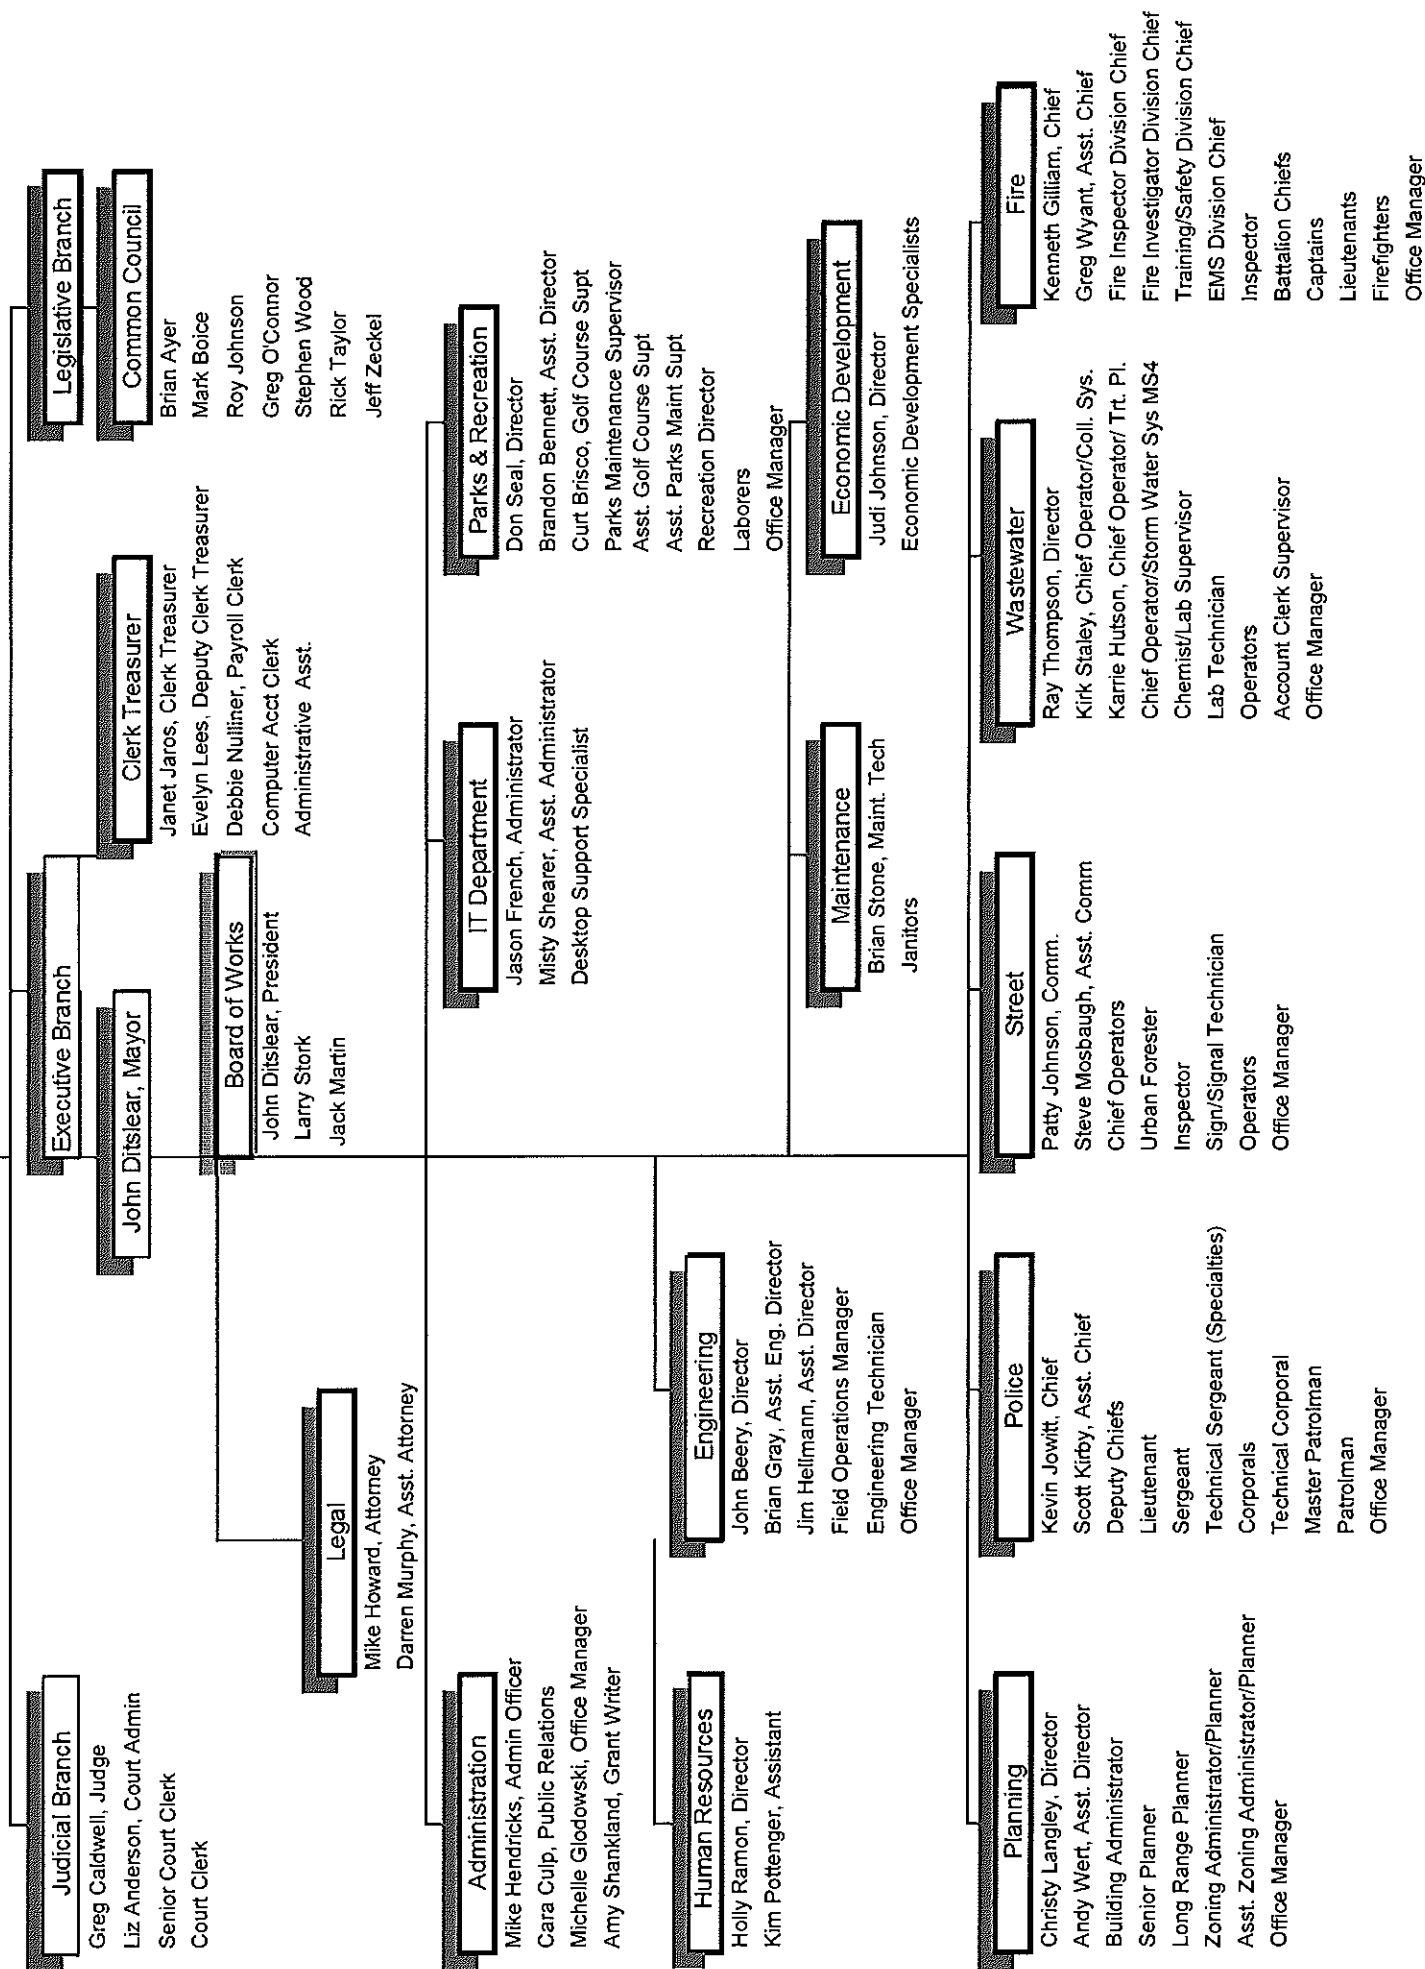 Judicial Branch
Greg Caldwell, Judge
Liz Anderson, Court Admin
Senior Court Clerk
Court Clerk
Executive Branch
John Ditslear, Mayor
Board of Works
John Ditslear, President
Larry Stork
Jack Martin
Clerk Treasurer
Janet Jaros, Clerk Treasurer
Evelyn Lees, Deputy Clerk Treasurer
Debbie Nulliner, Payroll Clerk
Computer Acct Clerk
Administrative Asst.
Legislative Branch
Common Council
Brian Ayer
Mark Boice
Roy Johnson
Greg O'Connor
Stephen Wood
Rick Taylor
Jeff Zeckel
Legal
Mike Howard, Attorney
Darren Murphy, Asst. Attorney
Administration
Mike Hendricks, Admin Officer
Cara Culp, Public Relations
Michelle Glodowski, Office Manager
Amy Shankland, Grant Writer
IT Department
Jason French, Administrator
Misty Shearer, Asst. Administrator
Desktop Support Specialist
Parks & Recreation
Don Seal, Director
Brandon Bennett, Asst. Director
Curt Brisco, Golf Course Supt
Parks Maintenance Supervisor
Asst. Golf Course Supt
Asst. Parks Maint Supt
Recreation Director
Laborers
Office Manager
Human Resources
Holly Ramon, Director
Kim Pottenger, Assistant
Engineering
John Beery, Director
Brian Gray, Asst. Eng. Director
Jim Hellmann, Asst. Director
Field Operations Manager
Engineering Technician
Office Manager
Maintenance
Brian Stone, Maint. Tech
Janitors
Economic Development
Judi Johnson, Director
Economic Development Specialists
Planning
Christy Langley, Director
Andy Wert, Asst. Director
Building Administrator
Senior Planner
Long Range Planner
Zoning Administrator/Planner
Asst. Zoning Administrator/Planner
Office Manager
Police
Kevin Jowitt, Chief
Scott Kirby, Asst. Chief
Deputy Chiefs
Lieutenant
Sergeant
Technical Sergeant (Specialties)
Corporals
Technical Corporal
Master Patrolman
Patrolman
Office Manager
Street
Patty Johnson, Comm.
Steve Mosbaugh, Asst. Comm
Chief Operators
Urban Forester
Inspector
Sign/Signal Technician
Operators
Office Manager
Wastewater
Ray Thompson, Director
Kirk Staley, Chief Operator/Coll. Sys.
Karrie Hutson, Chief Operator/ Trt. Pl.
Chief Operator/Storm Water Sys MS4
Chemist/Lab Supervisor
Lab Technician
Operators
Account Clerk Supervisor
Office Manager
Fire
Kenneth Gilliam, Chief
Greg Wyant, Asst. Chief
Fire Inspector Division Chief
Fire Investigator Division Chief
Training/Safety Division Chief
EMS Division Chief
Inspector
Battalion Chiefs
Captains
Lieutenants
Firefighters
Office Manager